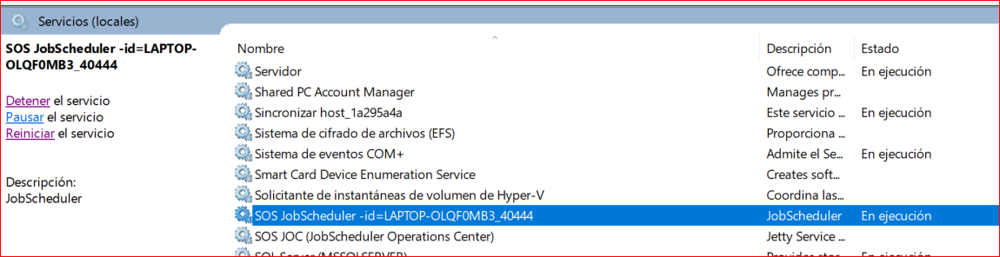 Servicios (locales)
SOS JobScheduler -id=LAPTOP-
OLQF0MB3_40444
Detener el servicio
Pausar el servicio
Reiniciar el servicio
Descripción:
JobScheduler
Nombre Descripción Estado
Servidor Ofrece comp... En ejecución
Shared PC Account Manager Manages pr...
Sincronizar host_1a295a4a Este servicio ... En ejecución
Sistema de cifrado de archivos (EFS) Proporciona ...
Sistema de eventos COM+ Admite el Se... En ejecución
Smart Card Device Enumeration Service Creates soft...
Solicitante de instantáneas de volumen de Hyper-V Coordina las...
SOS JobScheduler -id=LAPTOP-OLQF0MB3_40444 JobScheduler En ejecución
SOS JOC (JobScheduler Operations Center) Jetty Service ...
SQL Server (MSSQLSERVER) Provides stor... En ejecución